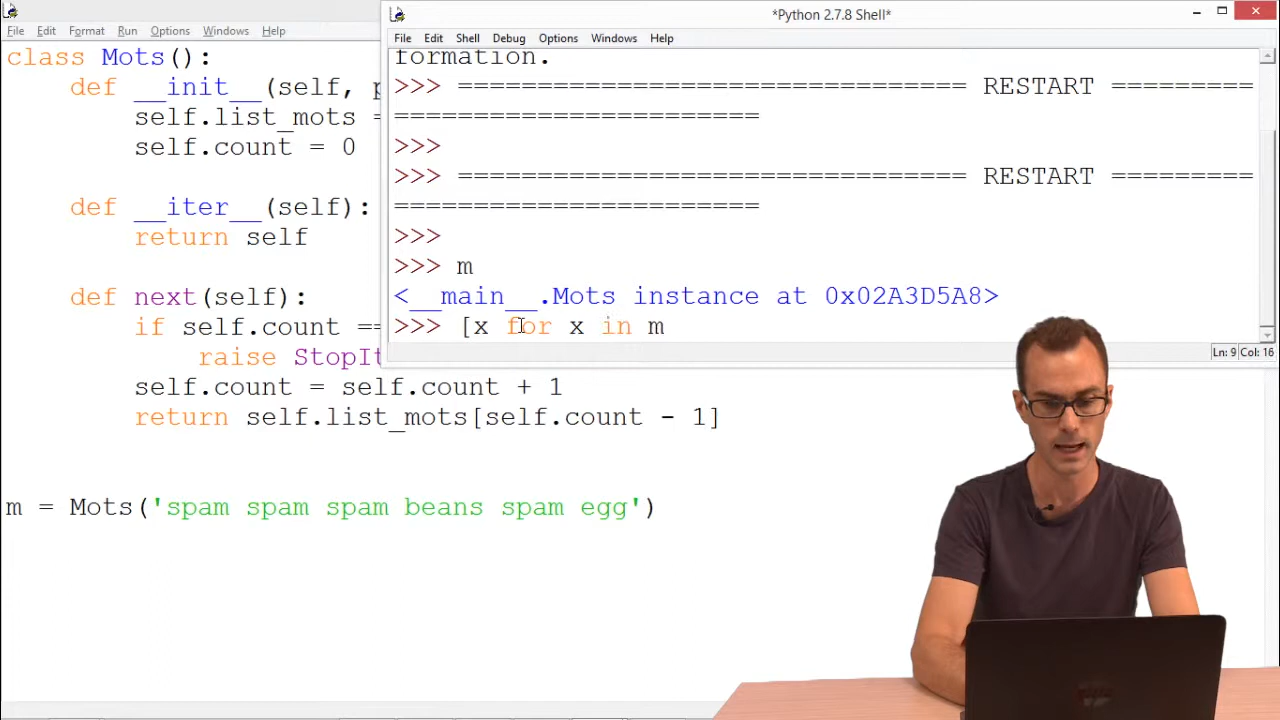 File Edit Format Run Options Windows Help
class Mots():
def __init__(self, p
self.list_mots =
self.count = 0
def __iter__(self):
return self
def next(self):
if self.count ==
raise StopIt
self.count = self.count + 1
return self.list_mots[self.count - 1]
m = Mots('spam spam spam beans spam egg')
*Python 2.7.8 Shell*
File Edit Shell Debug Options Windows Help
formation.
>>> ================================ RESTART =========
=======================
>>>
>>> ================================ RESTART =========
=======================
>>>
>>> m
<__main__.Mots instance at 0x02A3D5A8>
>>> [x for x in m
Ln: 9 Col: 16